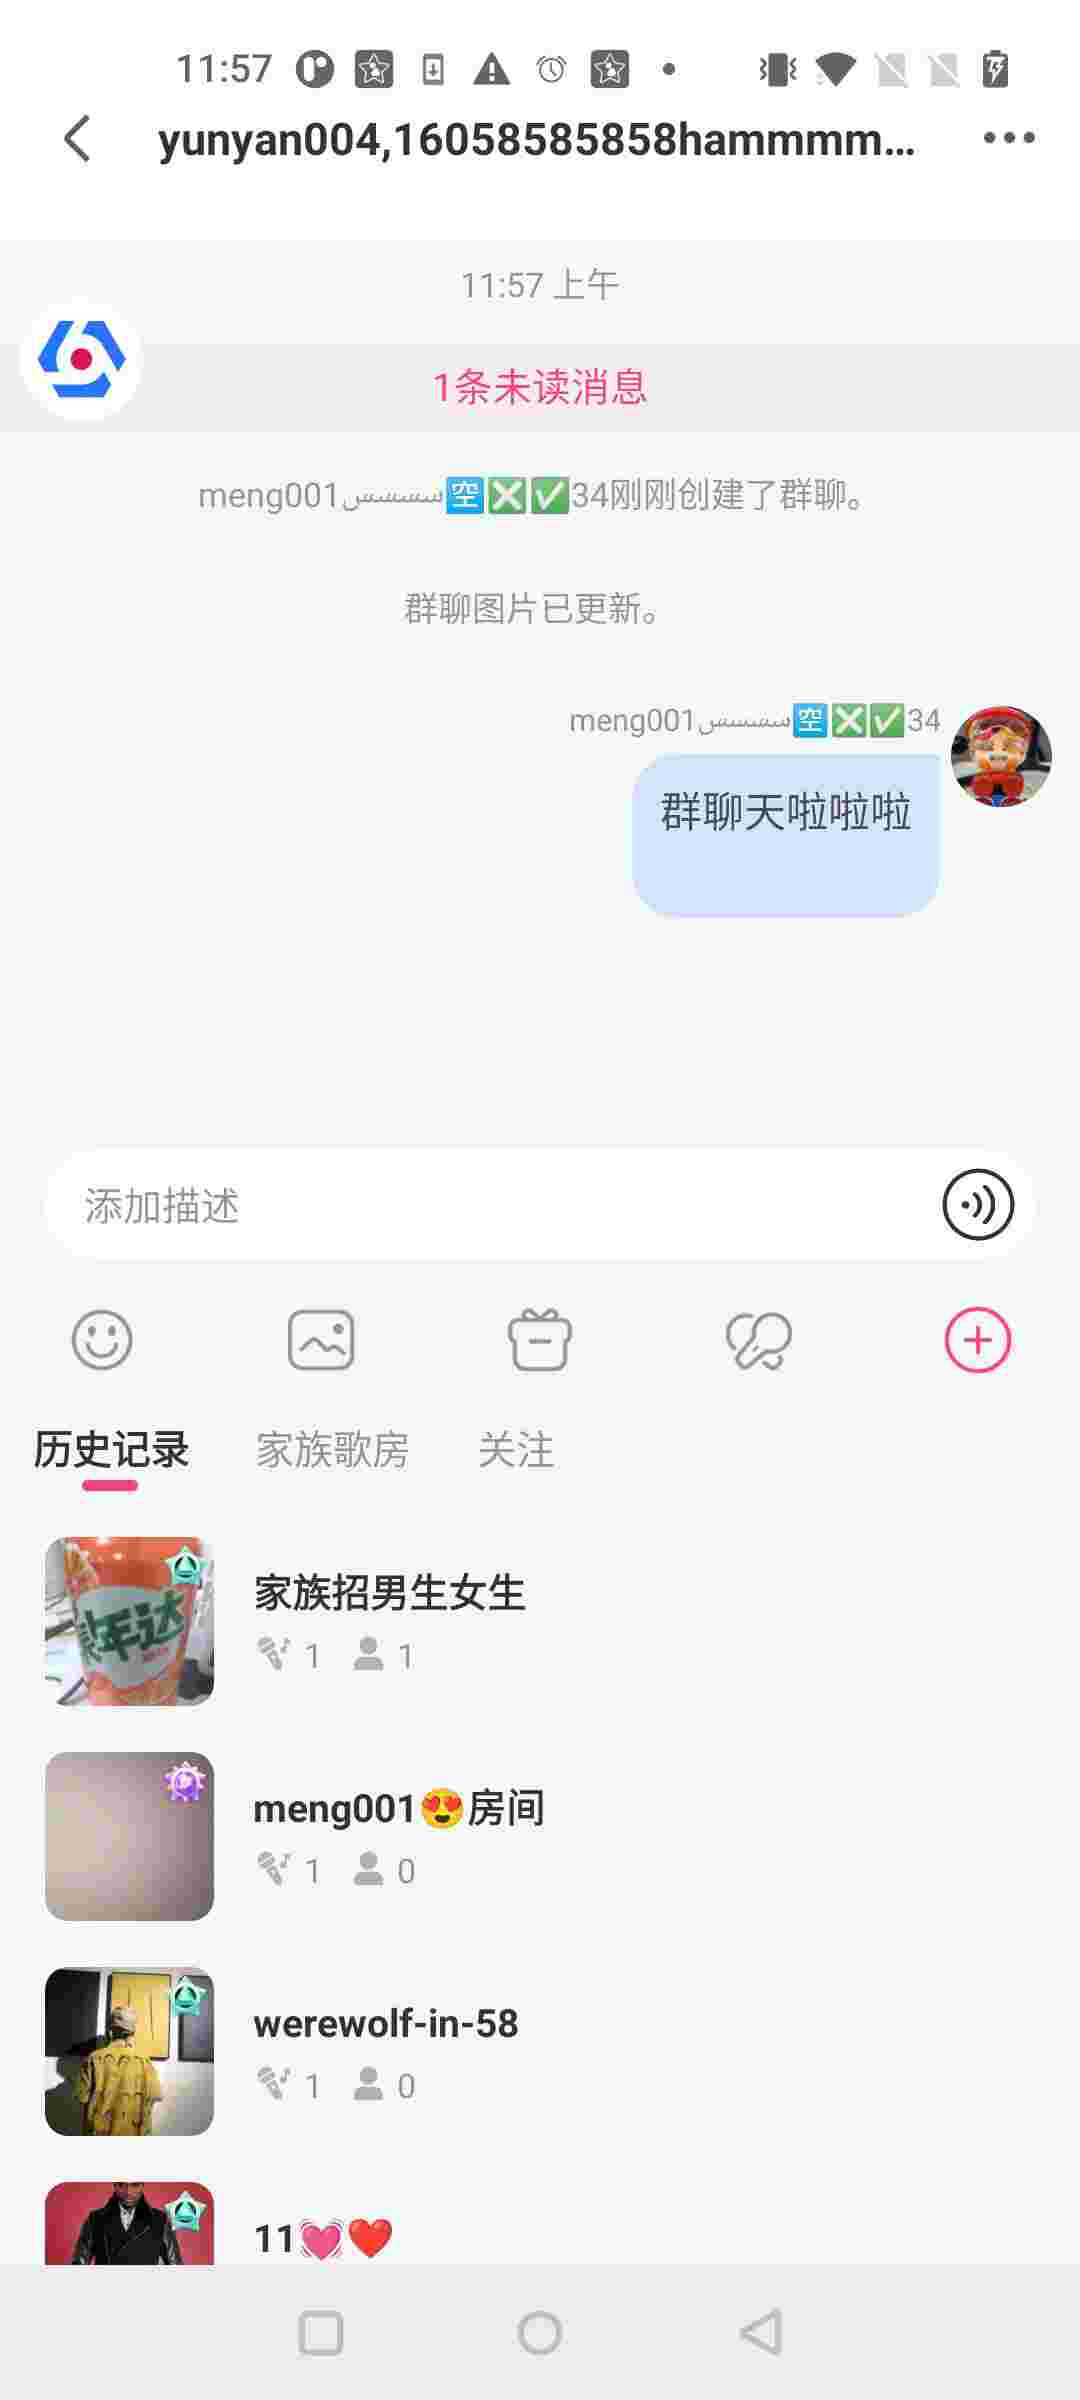 11:57
yunyan004,16058585858hammmm...
11:57 上午
1条未读消息
meng001سسسسس🈳❎✅34刚刚创建了群聊。
群聊图片已更新。
meng001سسسسس🈳❎✅34
群聊天啦啦啦
添加描述
历史记录 家族歌房 关注
家族招男生女生
1 1
meng001😍房间
1 0
werewolf-in-58
1 0
11💓❤️